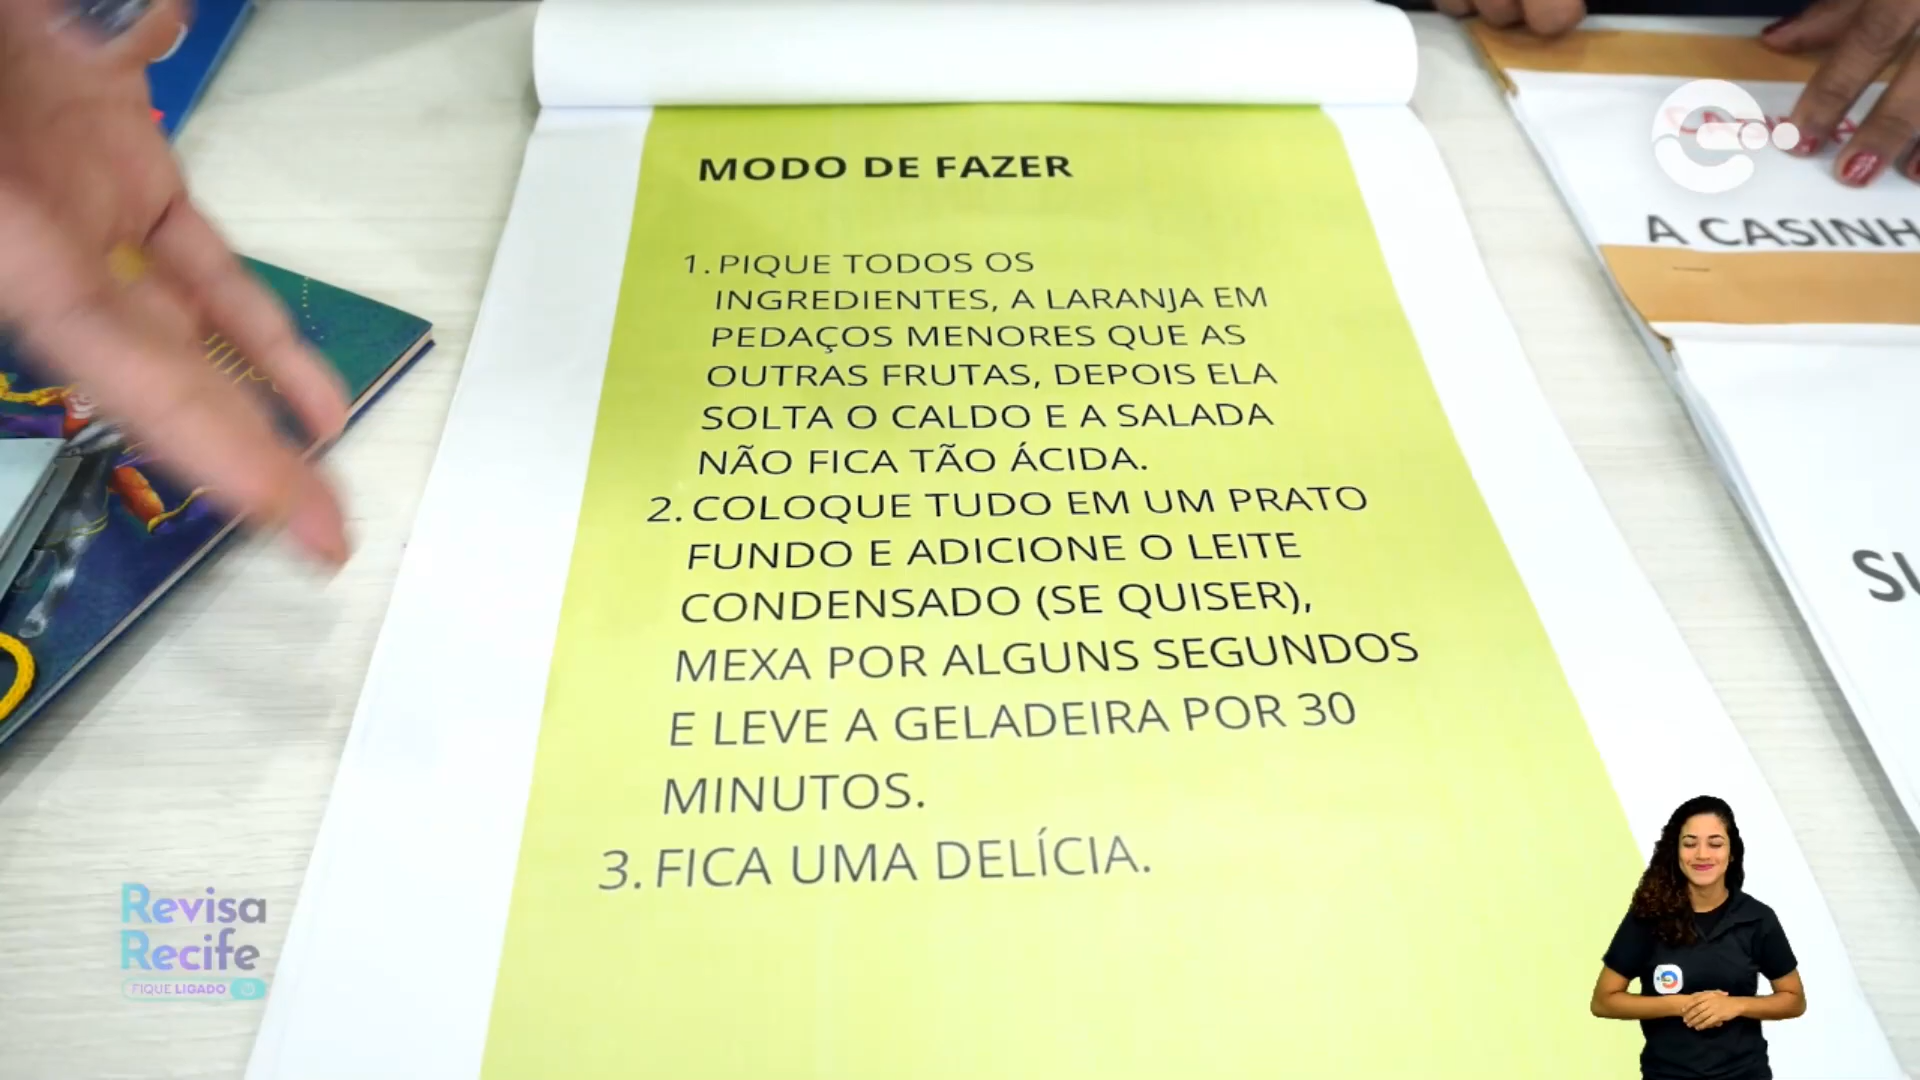 MODO DE FAZER
1. PIQUE TODOS OS
INGREDIENTES, A LARANJA EM
PEDAÇOS MENORES QUE AS
OUTRAS FRUTAS, DEPOIS ELA
SOLTA O CALDO E A SALADA
NÃO FICA TÃO ÁCIDA.
2. COLOQUE TUDO EM UM PRATO
FUNDO E ADICIONE O LEITE
CONDENSADO (SE QUISER),
MEXA POR ALGUNS SEGUNDOS
E LEVE A GELADEIRA POR 30
MINUTOS.
3. FICA UMA DELÍCIA.
A CASINH
Revisa
Recife
FIQUE LIGADO